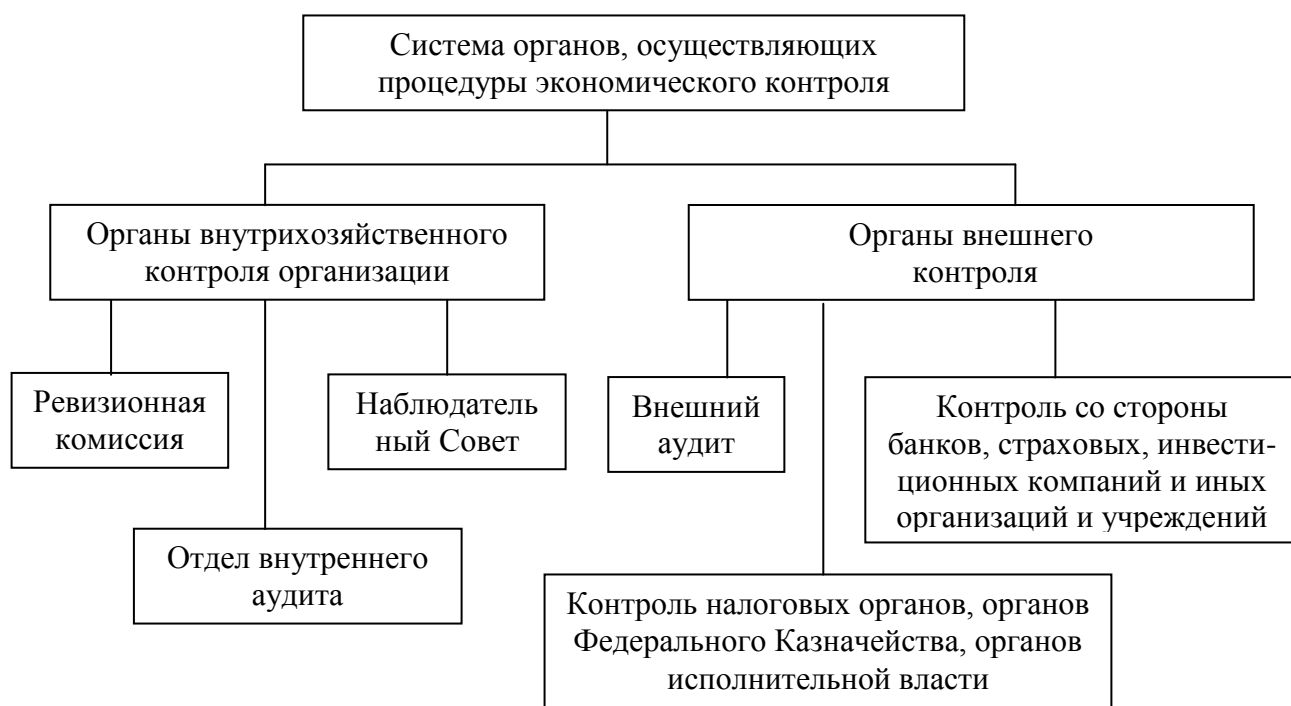 Система органов, осуществляющих
процедуры экономического контроля
Органы внутрихозяйственного
контроля организации
Органы внешнего
контроля
Ревизионная
комиссия
Наблюдатель
ный Совет
Внешний
аудит
Контроль со стороны
банков, страховых, инвести-
ционных компаний и иных
организаций и учреждений
Отдел внутреннего
аудита
Контроль налоговых органов, органов
Федерального Казначейства, органов
исполнительной власти